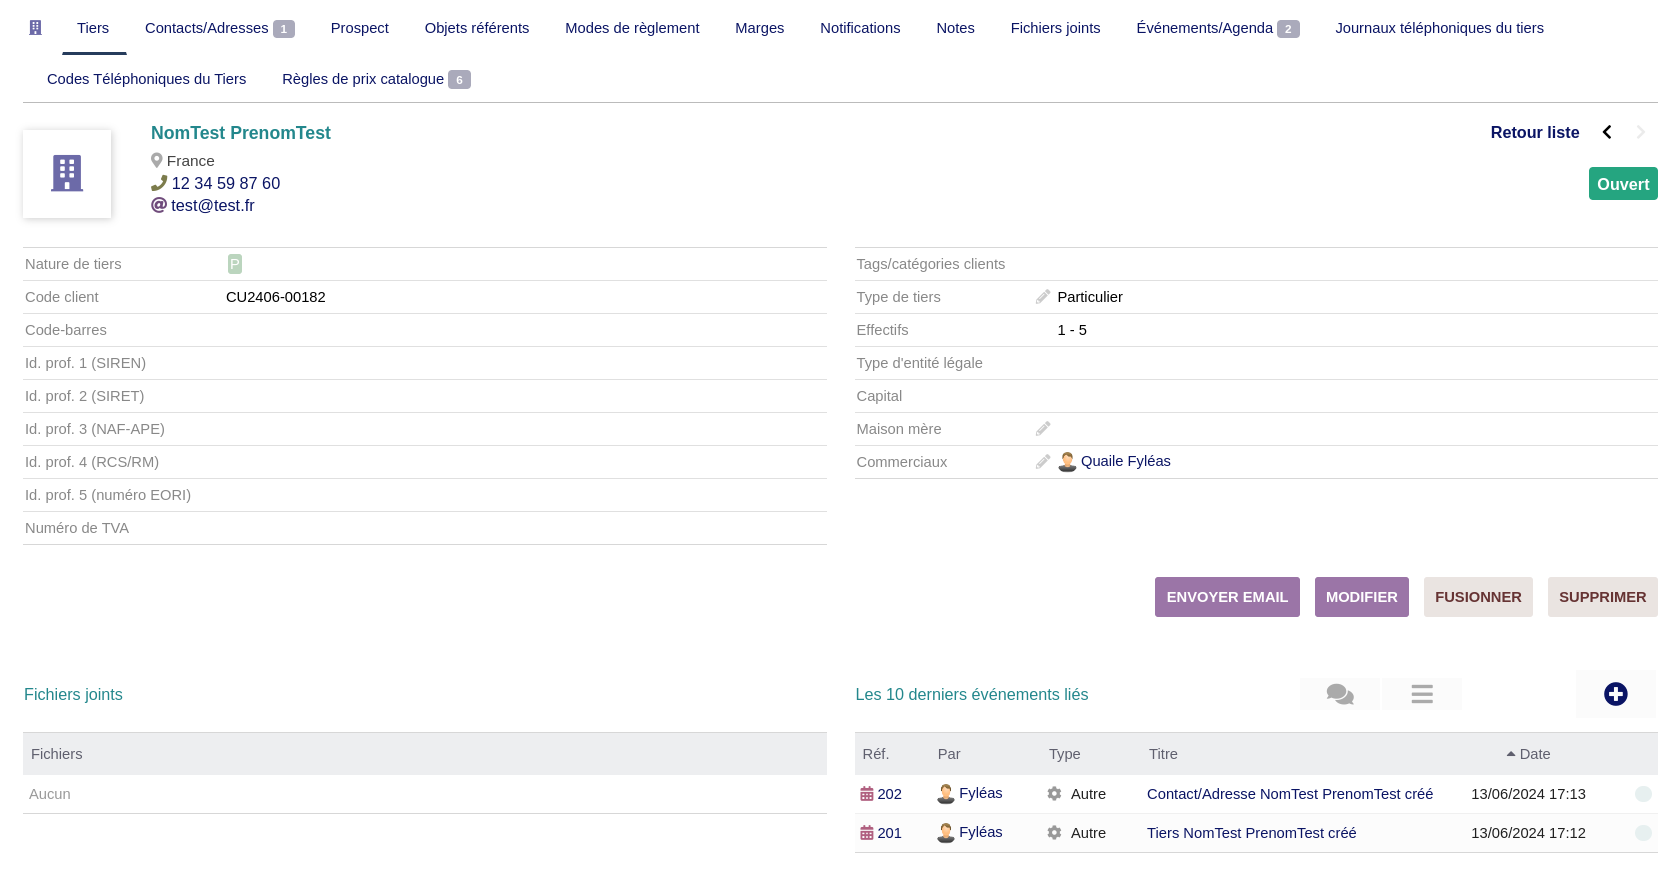 Tiers Contacts/Adresses 1 Prospect Objets référents Modes de règlement Marges Notifications Notes Fichiers joints Événements/Agenda 2 Journaux téléphoniques du tiers
Codes Téléphoniques du Tiers Règles de prix catalogue 6
NomTest PrenomTest
Retour liste
France
12 34 59 87 60
Ouvert
@ test@test.fr
Nature de tiers P
Code client CU2406-00182
Code-barres
Id. prof. 1 (SIREN)
Id. prof. 2 (SIRET)
Id. prof. 3 (NAF-APE)
Id. prof. 4 (RCS/RM)
Id. prof. 5 (numéro EORI)
Numéro de TVA
Tags/catégories clients
Type de tiers Particulier
Effectifs 1 - 5
Type d'entité légale
Capital
Maison mère
Commerciaux Quaile Fyléas
ENVOYER EMAIL MODIFIER FUSIONNER SUPPRIMER
Fichiers joints
Fichiers
Aucun
Les 10 derniers événements liés
Réf. Par Type Titre Date
202 Fyléas Autre Contact/Adresse NomTest PrenomTest créé 13/06/2024 17:13
201 Fyléas Autre Tiers NomTest PrenomTest créé 13/06/2024 17:12